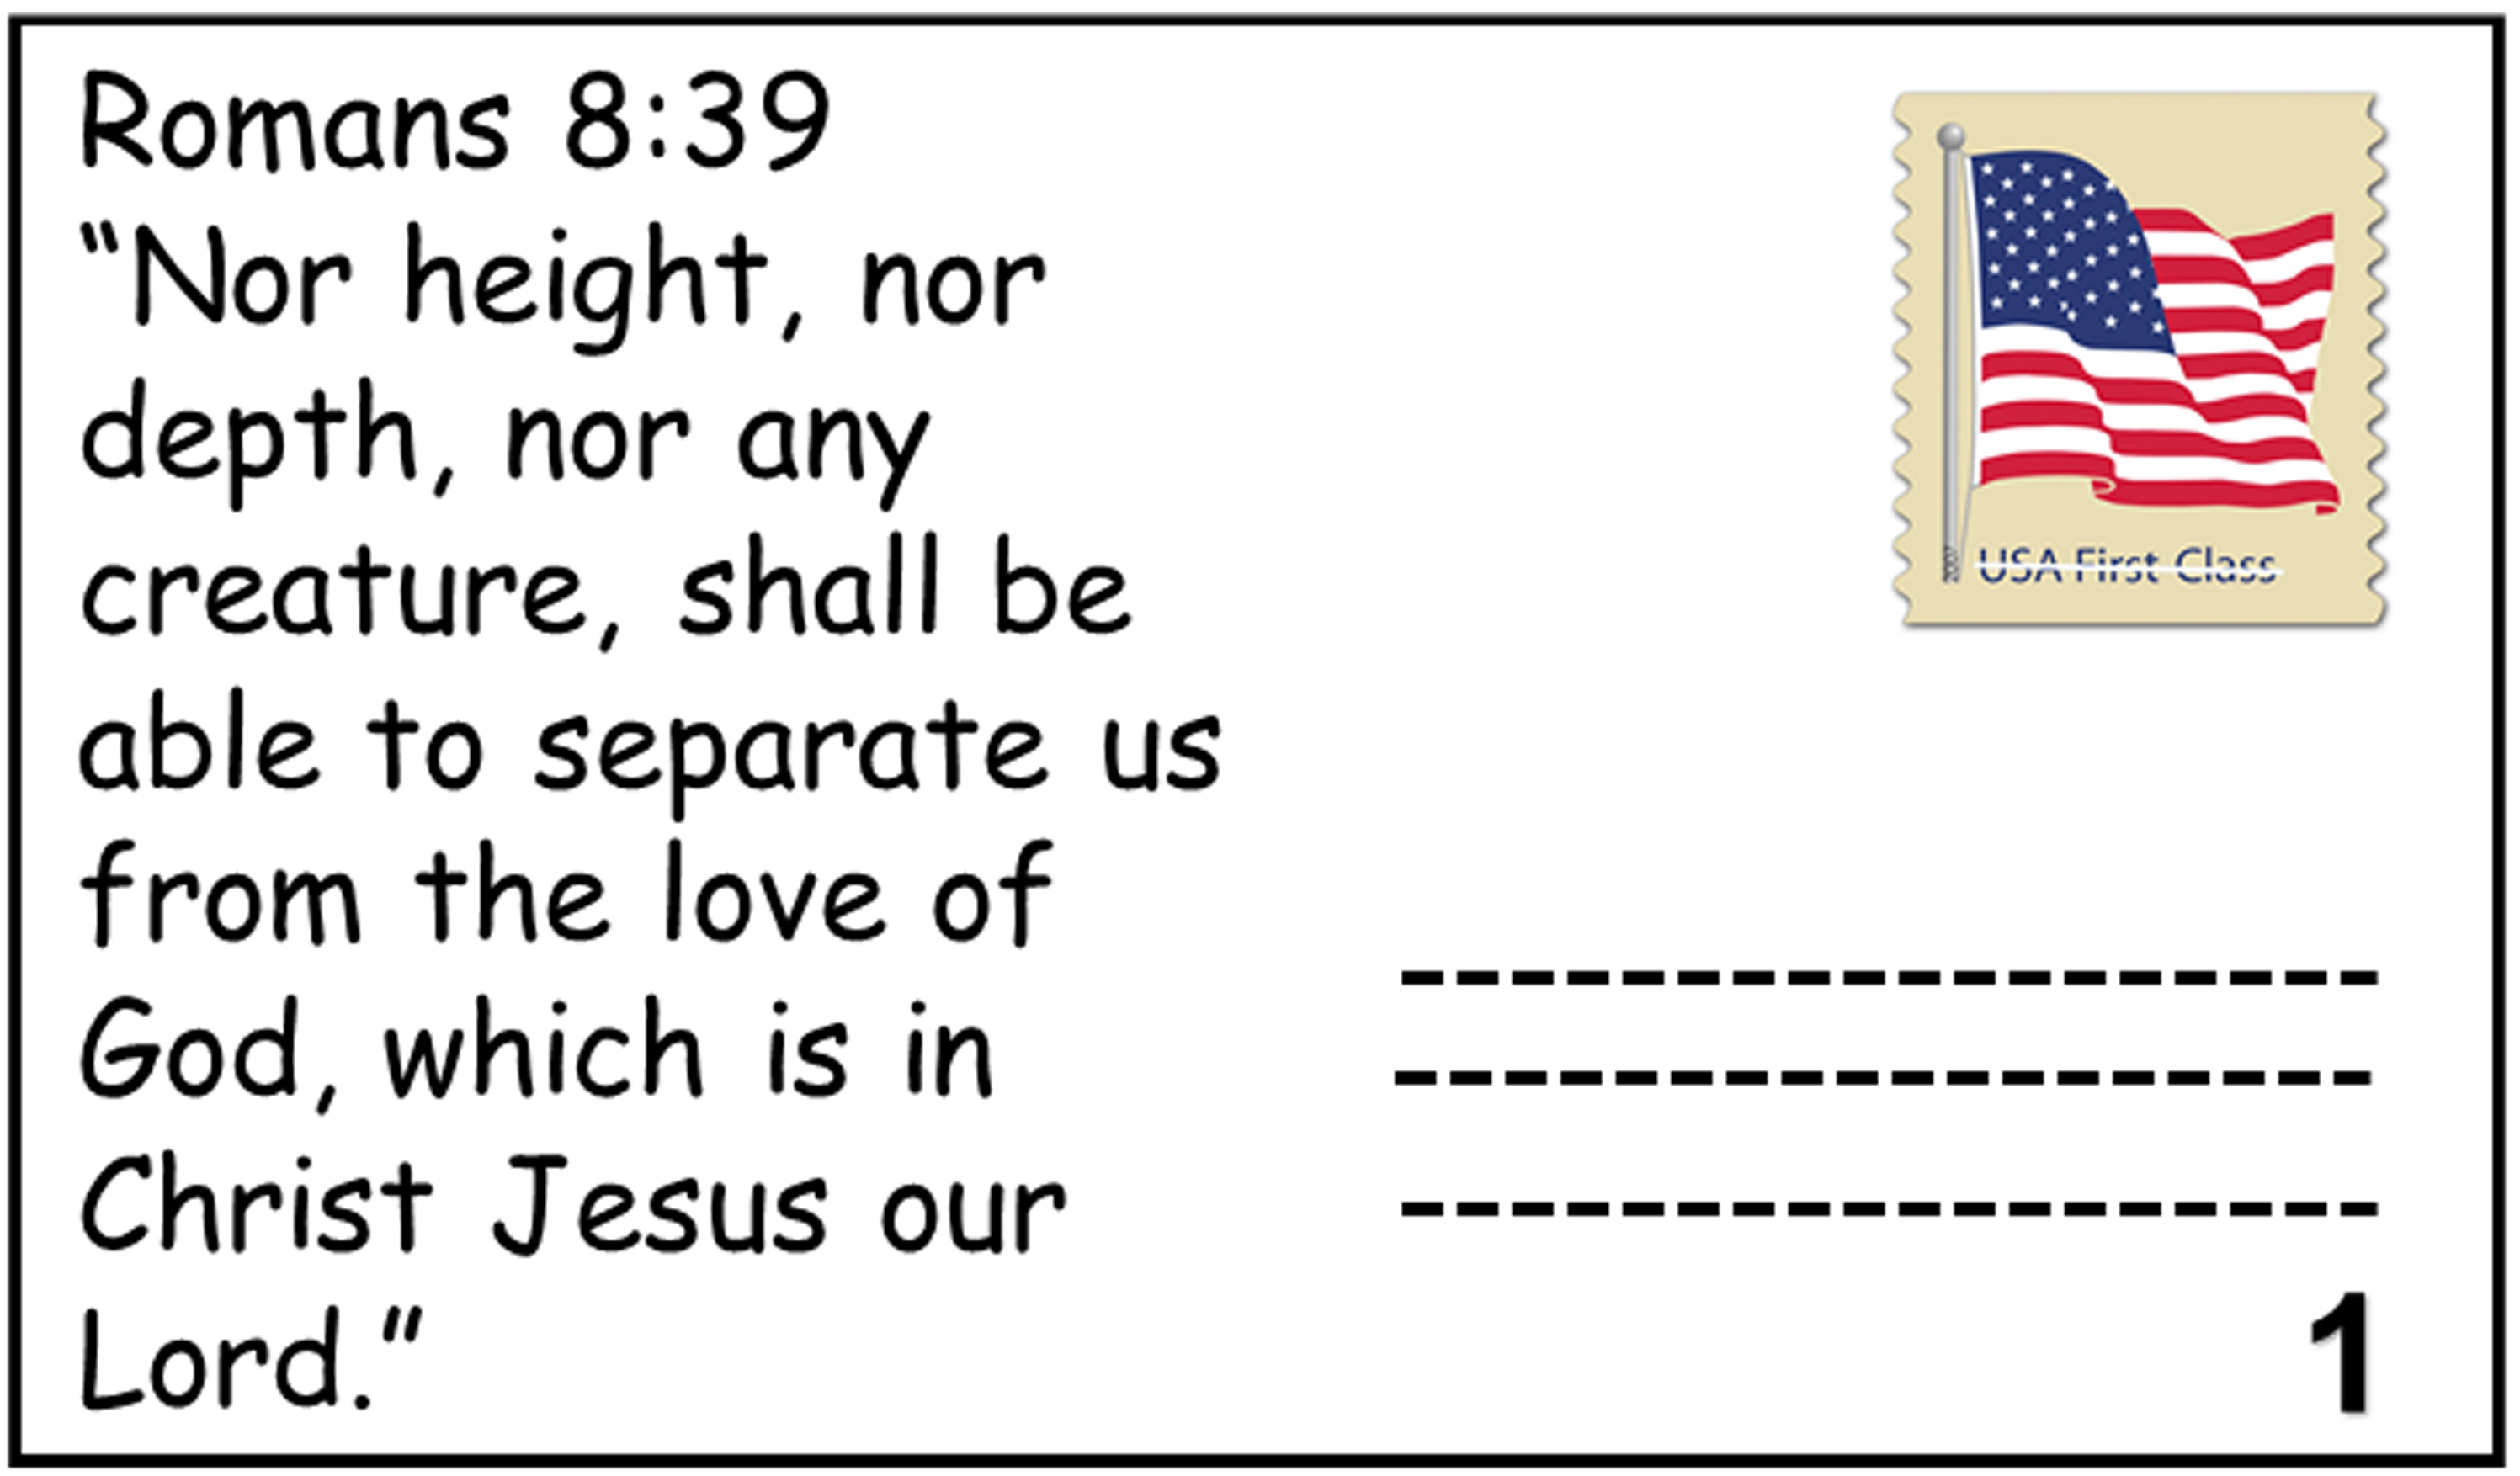 Romans 8:39
“Nor height, nor
depth, nor any
creature, shall be
able to separate us
from the love of
God, which is in
Christ Jesus our
Lord.”
2007
USA First-Class
1